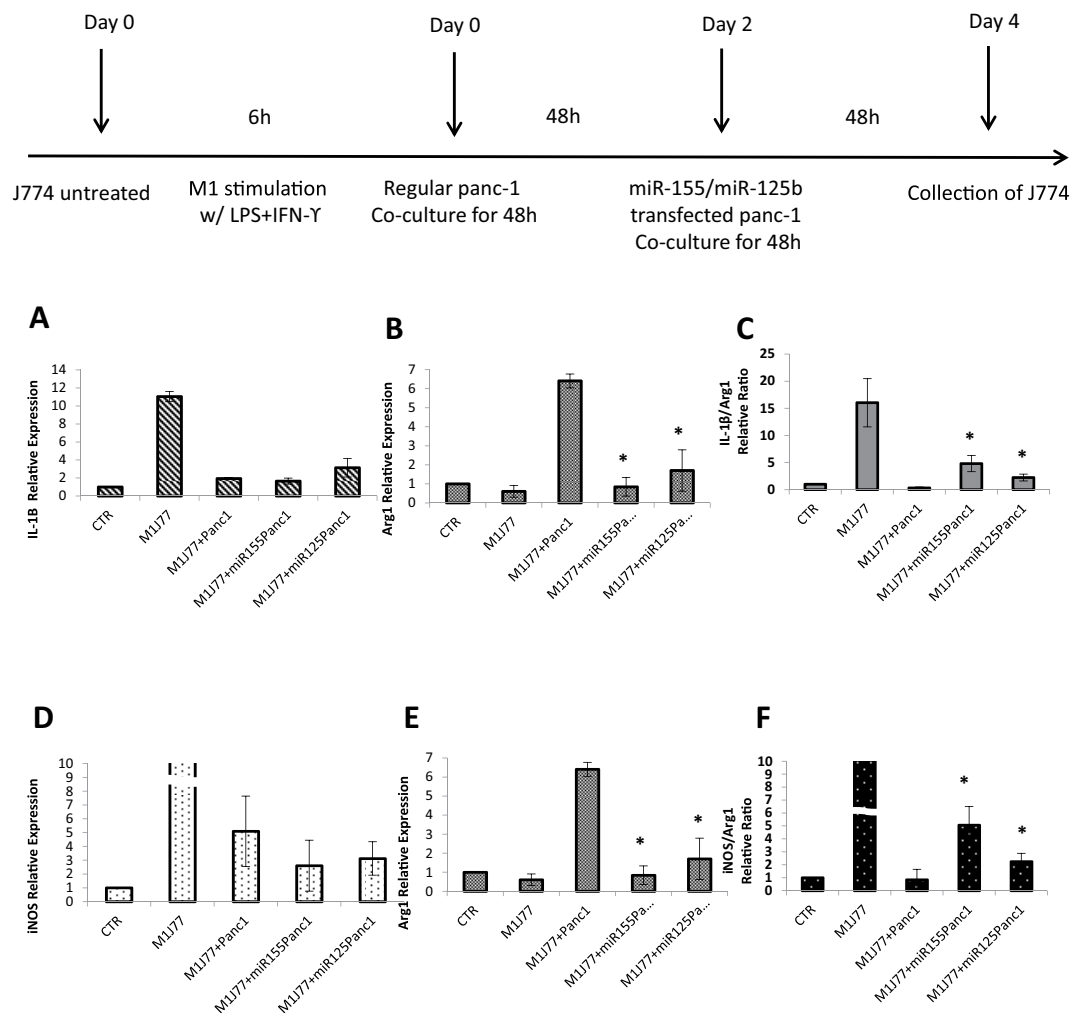 Day 0
Day 0
Day 2
Day 4
6h
48h
48h
J774 untreated
M1 stimulation
w/ LPS+IFN-ϒ
Regular panc-1
Co-culture for 48h
miR-155/miR-125b
transfected panc-1
Co-culture for 48h
Collection of J774
A
IL-1B Relative Expression
14
12
10
8
6
4
2
0
CTR
M1J77
M1J77+Panc1
M1J77+miR155Panc1
M1J77+miR125Panc1
B
Arg1 Relative Expression
7
6
5
4
3
2
1
0
*
*
CTR
M1J77
M1J77+Panc1
M1J77+miR155Pa...
M1J77+miR125Pa...
C
IL-1β/Arg1
Relative Ratio
25
20
15
10
5
0
*
*
CTR
M1J77
M1J77+Panc1
M1J77+miR155Panc1
M1J77+miR125Panc1
D
iNOS Relative Expression
10
8
7
6
5
4
3
2
1
0
CTR
M1J77
M1J77+Panc1
M1J77+miR155Panc1
M1J77+miR125Panc1
E
Arg1 Relative Expression
7
6
5
4
3
2
1
0
*
*
CTR
M1J77
M1J77+Panc1
M1J77+miR155Pa...
M1J77+miR125Pa...
F
iNOS/Arg1
Relative Ratio
10
8
7
6
5
4
3
2
1
0
*
*
CTR
M1J77
M1J77+Panc1
M1J77+miR155Panc1
M1J77+miR125Panc1